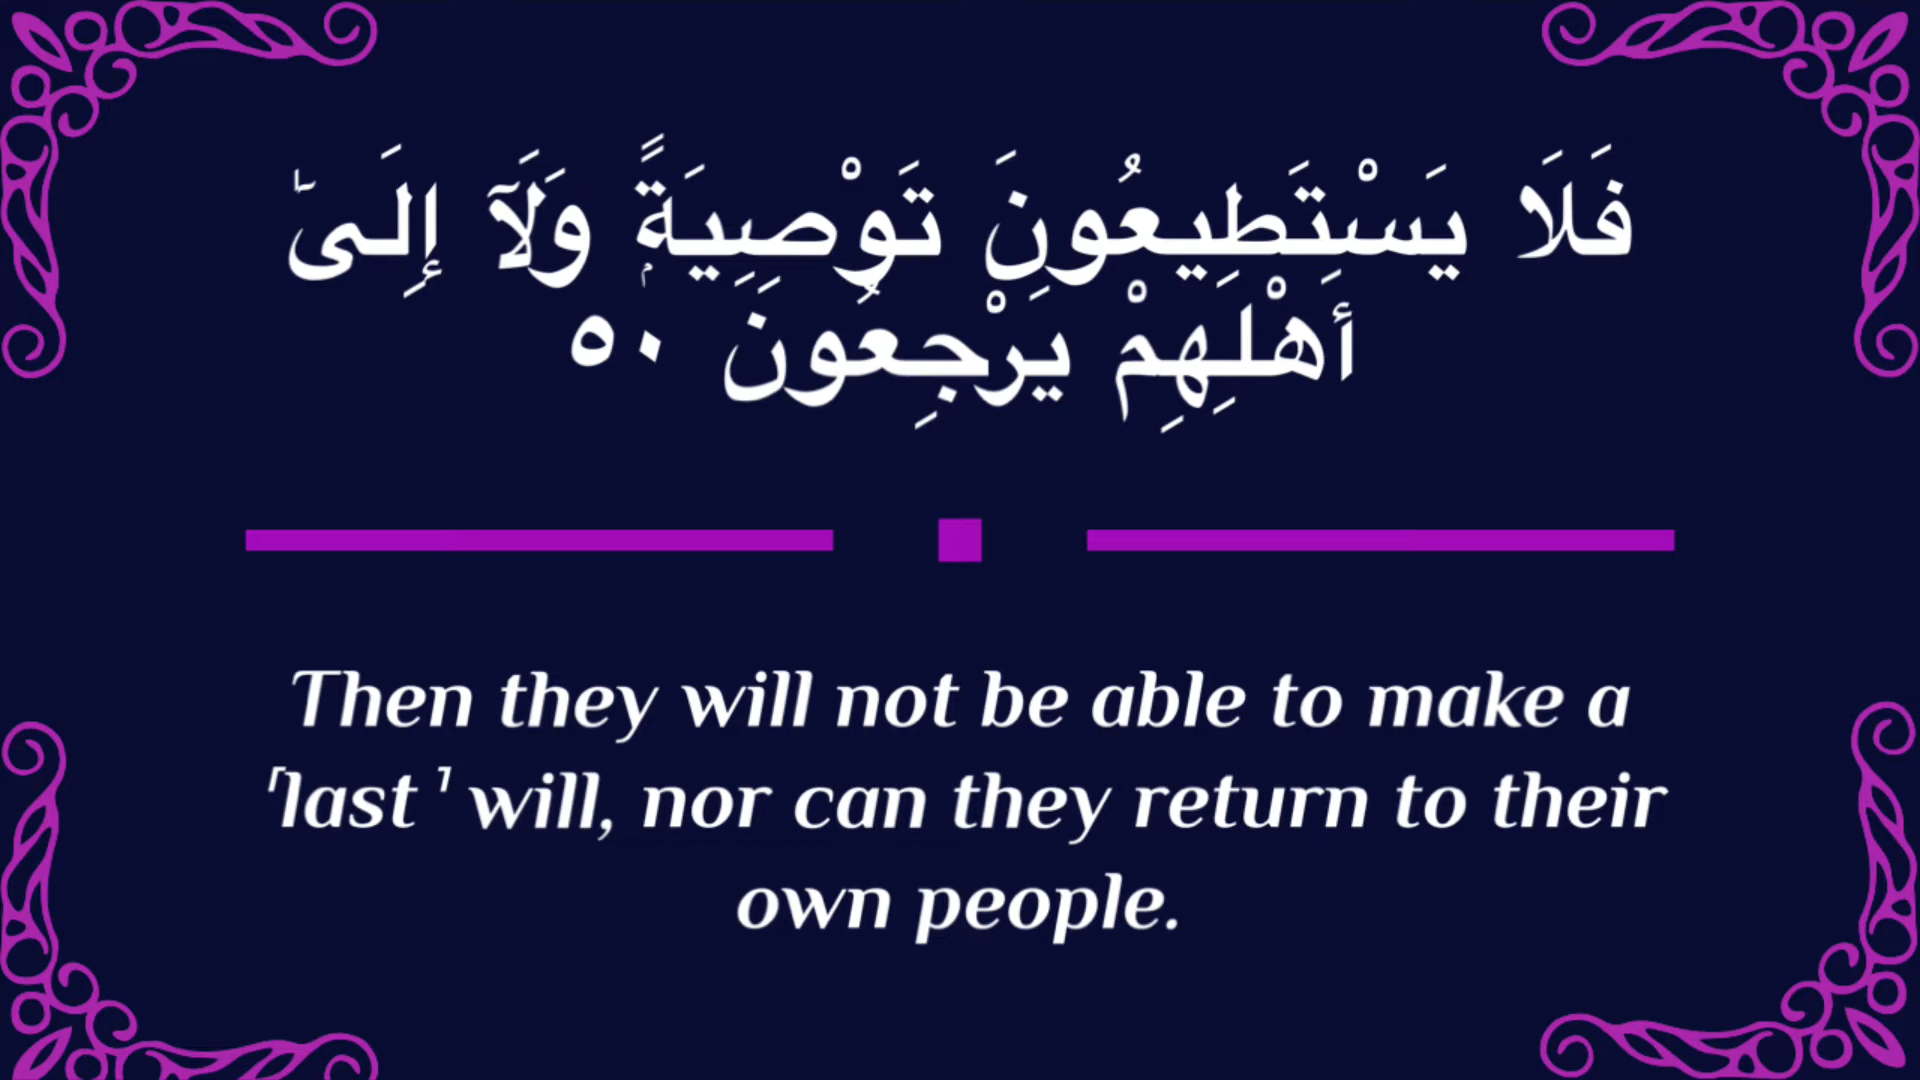 فَلَا يَسْتَطِيعُونَ تَوْصِيَةًۭ وَلَآ إِلَىٰٓ
أَهْلِهِمْ يَرْجِعُونَ ٥٠
Then they will not be able to make a
˹last˺ will, nor can they return to their
own people.